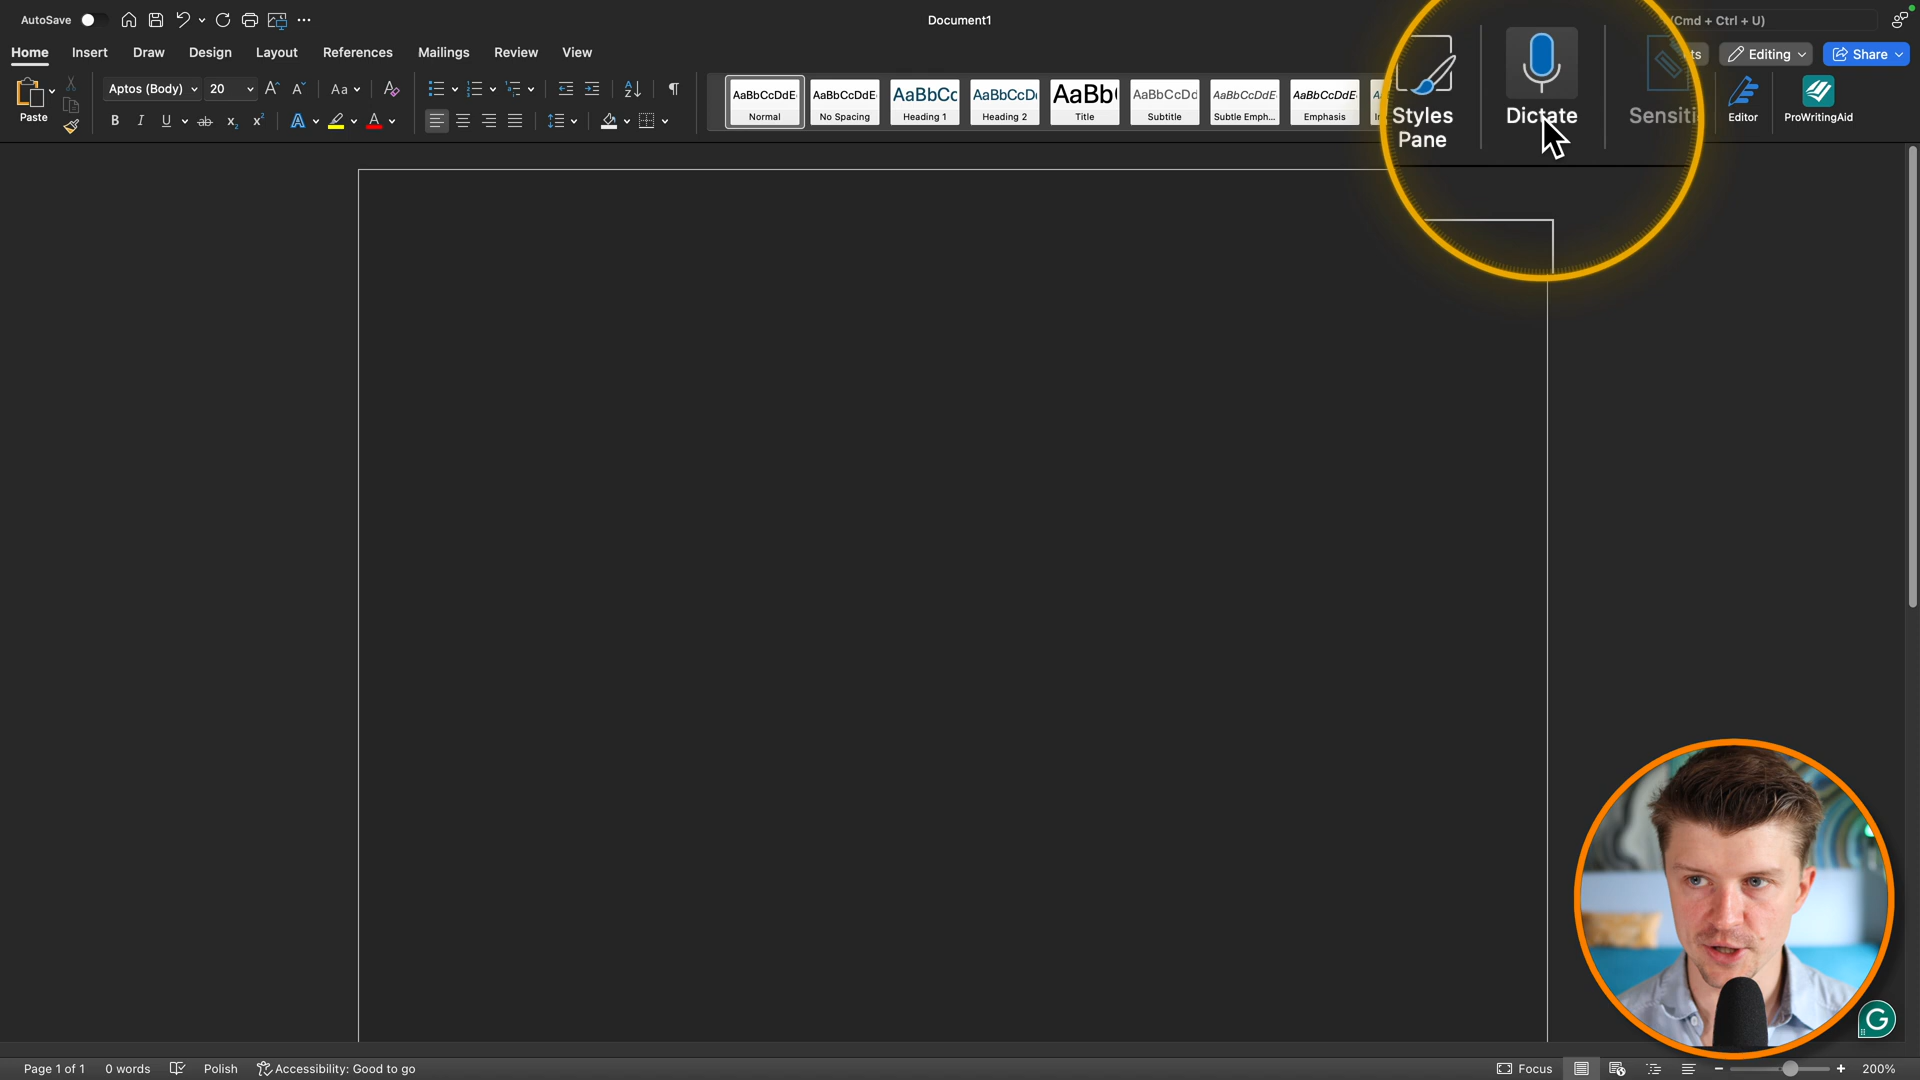 AutoSave
Document1
(Cmd + Ctrl + U)
Home Insert Draw Design Layout References Mailings Review View
Editing Share
Paste
Aptos (Body) 20 Aa
AaBbCcDdE AaBbCcDdE AaBbCc AaBbCcD AaBb AaBbCcDd AaBbCcDdE AaBbCcDdE
Normal No Spacing Heading 1 Heading 2 Title Subtitle Subtle Emph... Emphasis
Styles Pane
Dictate
Sensiti
Editor
ProWritingAid
Page 1 of 1 0 words Polish Accessibility: Good to go
Focus 200%